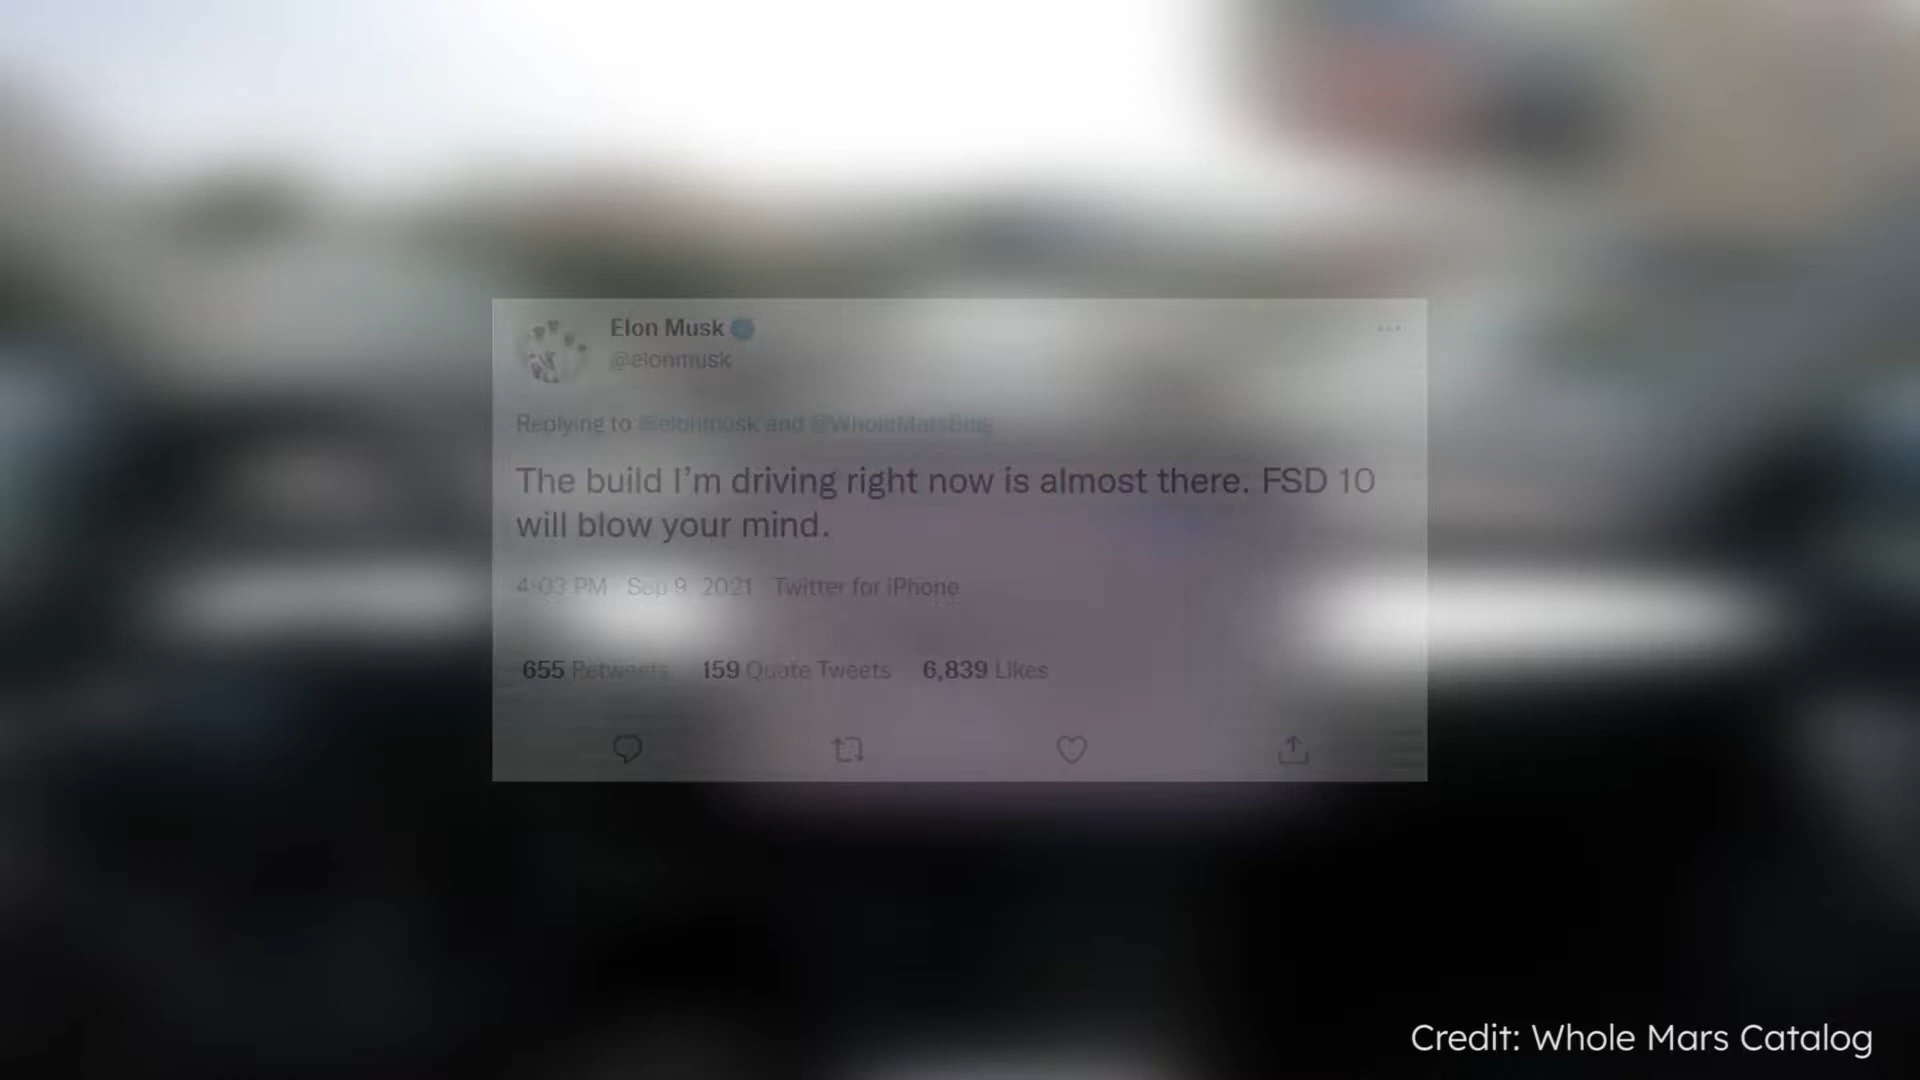 Elon Musk
@elonmusk
Replying to @elonmusk and @WholeMarsBlog
The build I'm driving right now is almost there. FSD 10
will blow your mind.
4:03 PM Sep 9, 2021 Twitter for iPhone
655 Retweets 159 Quote Tweets 6,839 Likes
Credit: Whole Mars Catalog